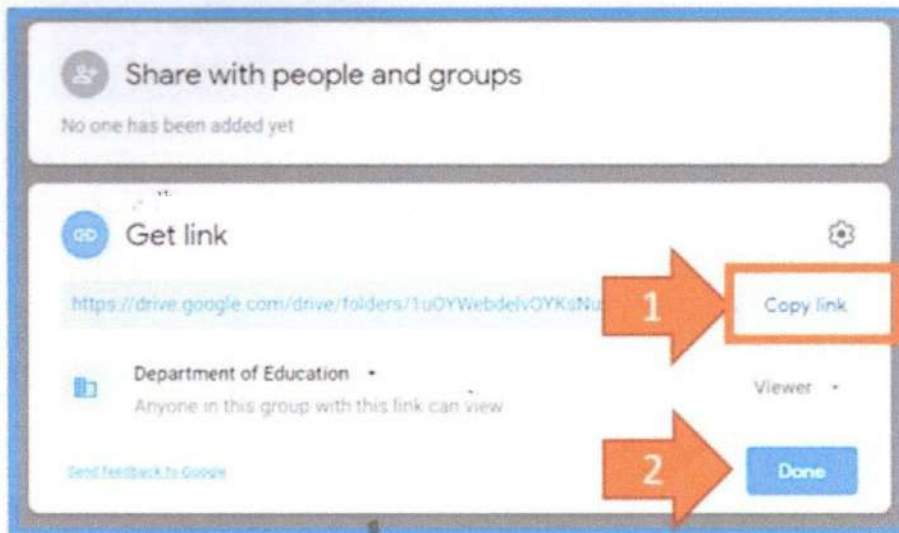 Share with people and groups
No one has been added yet
Get link
https://drive.google.com/drive/folders/
1
Copy link
Department of Education
Anyone in this group with this link can view
Viewer
Send feedback to Google
2
Done